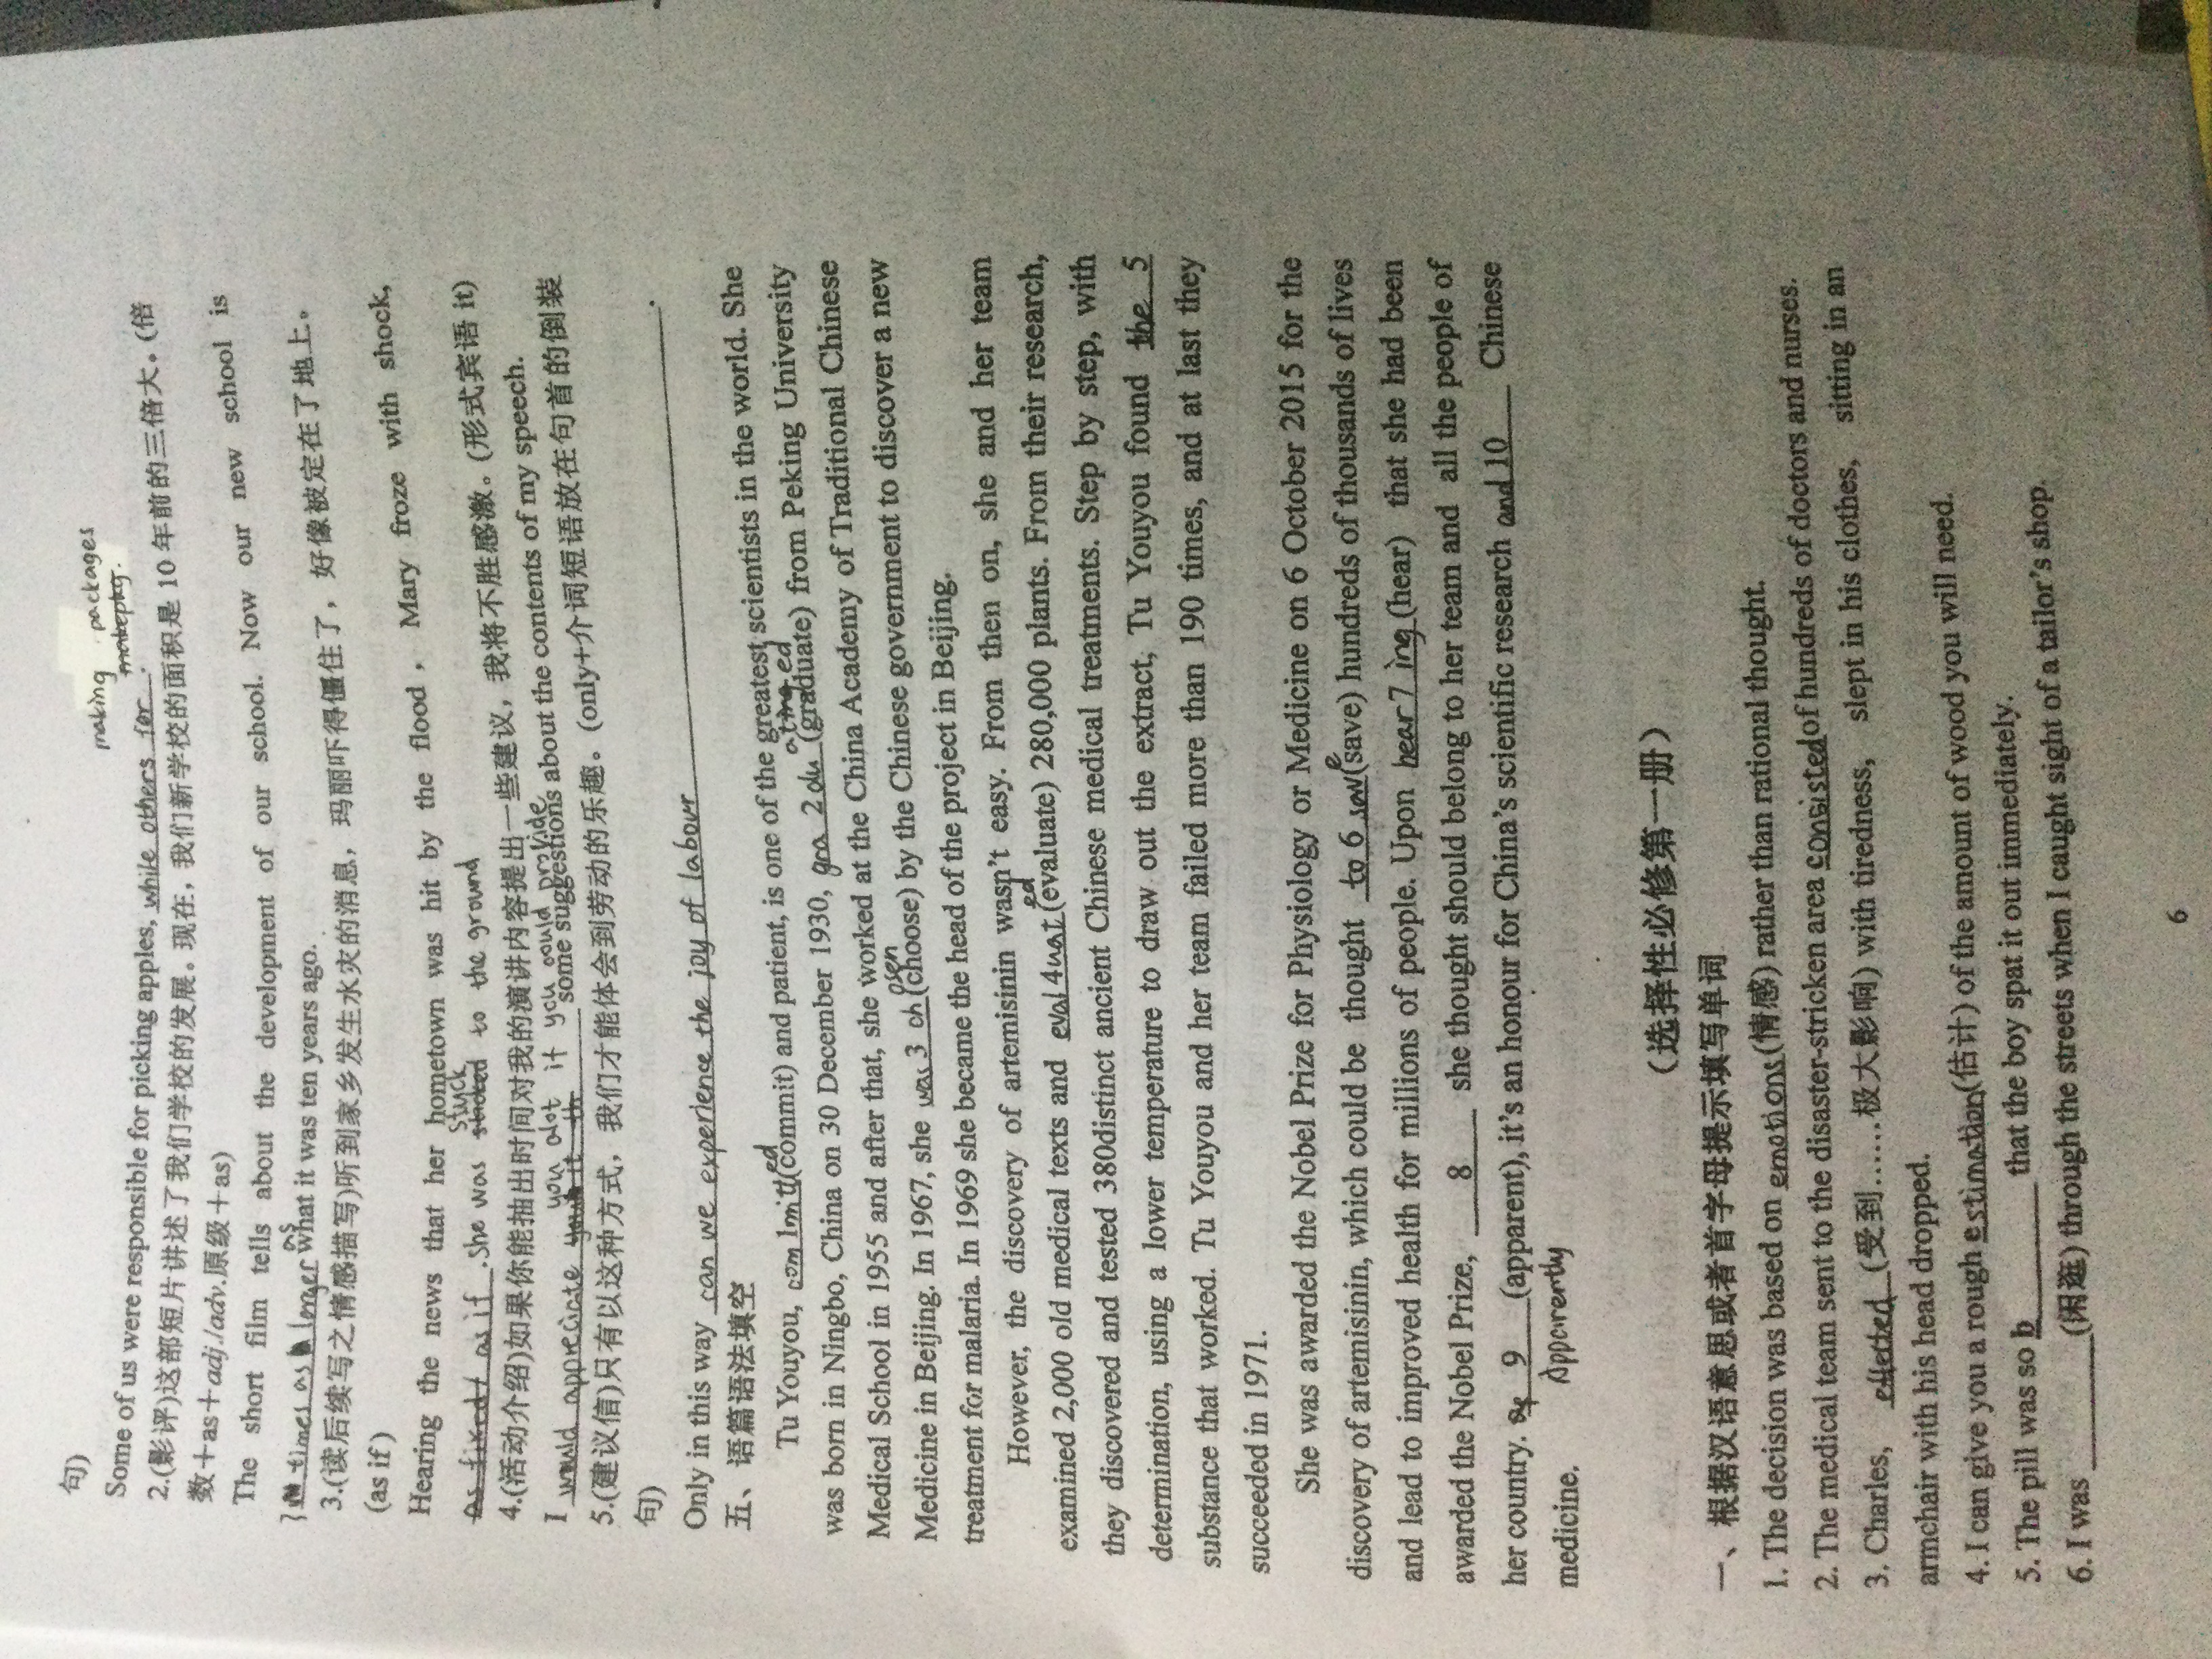 句)
making packages
Some of us were responsible for picking apples, while others for .
2.(影评)这部短片讲述了我们学校的发展。现在，我们新学校的面积是 10 年前的三倍大。(倍
数＋as＋adj./adv.原级＋as)
The short film tells about the development of our school. Now our new school is
times as longer as what it was ten years ago.
3.(读后续写之情感描写)听到家乡发生水灾的消息，玛丽吓得僵住了，好像被定在了地上。
(as if)
Hearing the news that her hometown was hit by the flood，Mary froze with shock,
as fixed as if .She was stuck to the ground
4.(活动介绍)如果你能抽出时间对我的演讲内容提出一些建议，我将不胜感激。(形式宾语 it)
you alot if you could provide
I would appreciate some suggestions about the contents of my speech.
5.(建议信)只有以这种方式，我们才能体会到劳动的乐趣。(only+介词短语放在句首的倒装
句)
Only in this way can we experience the joy of labour .
五、语篇语法填空
Tu Youyou, com 1 mitted (commit) and patient, is one of the greatest scientists in the world. She
was born in Ningbo, China on 30 December 1930, gra 2 du ated (graduate) from Peking University
Medical School in 1955 and after that, she worked at the China Academy of Traditional Chinese
Medicine in Beijing. In 1967, she was 3 ch osen (choose) by the Chinese government to discover a new
treatment for malaria. In 1969 she became the head of the project in Beijing.
However, the discovery of artemisinin wasn't easy. From then on, she and her team
examined 2,000 old medical texts and eval 4 uated (evaluate) 280,000 plants. From their research,
they discovered and tested 380distinct ancient Chinese medical treatments. Step by step, with
determination, using a lower temperature to draw out the extract, Tu Youyou found the 5
substance that worked. Tu Youyou and her team failed more than 190 times, and at last they
succeeded in 1971.
She was awarded the Nobel Prize for Physiology or Medicine on 6 October 2015 for the
discovery of artemisinin, which could be thought to 6 save (save) hundreds of thousands of lives
and lead to improved health for millions of people. Upon hear 7 ing (hear) that she had been
awarded the Nobel Prize, 8 she thought should belong to her team and all the people of
her country. 9 (apparent), it's an honour for China's scientific research and 10 Chinese
medicine. Apparently
（选择性必修第一册）
一、根据汉语意思或者首字母提示填写单词
1. The decision was based on emotions (情感) rather than rational thought.
2. The medical team sent to the disaster-stricken area consisted of hundreds of doctors and nurses.
3. Charles, effected (受到……极大影响) with tiredness, slept in his clothes, sitting in an
armchair with his head dropped.
4. I can give you a rough estimation (估计) of the amount of wood you will need.
5. The pill was so b that the boy spat it out immediately.
6. I was (闲逛) through the streets when I caught sight of a tailor's shop.
6